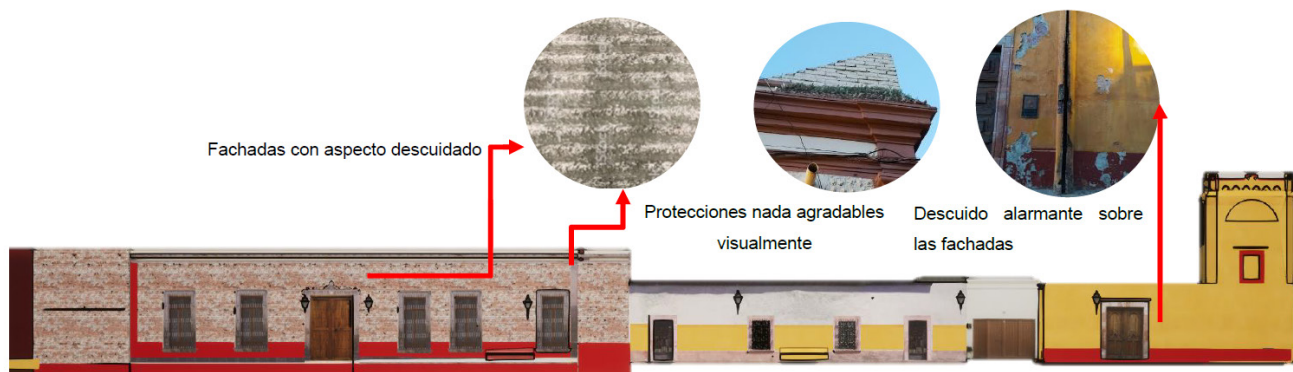 Fachadas con aspecto descuidado
Protecciones nada agradables
visualmente
Descuido alarmante sobre
las fachadas